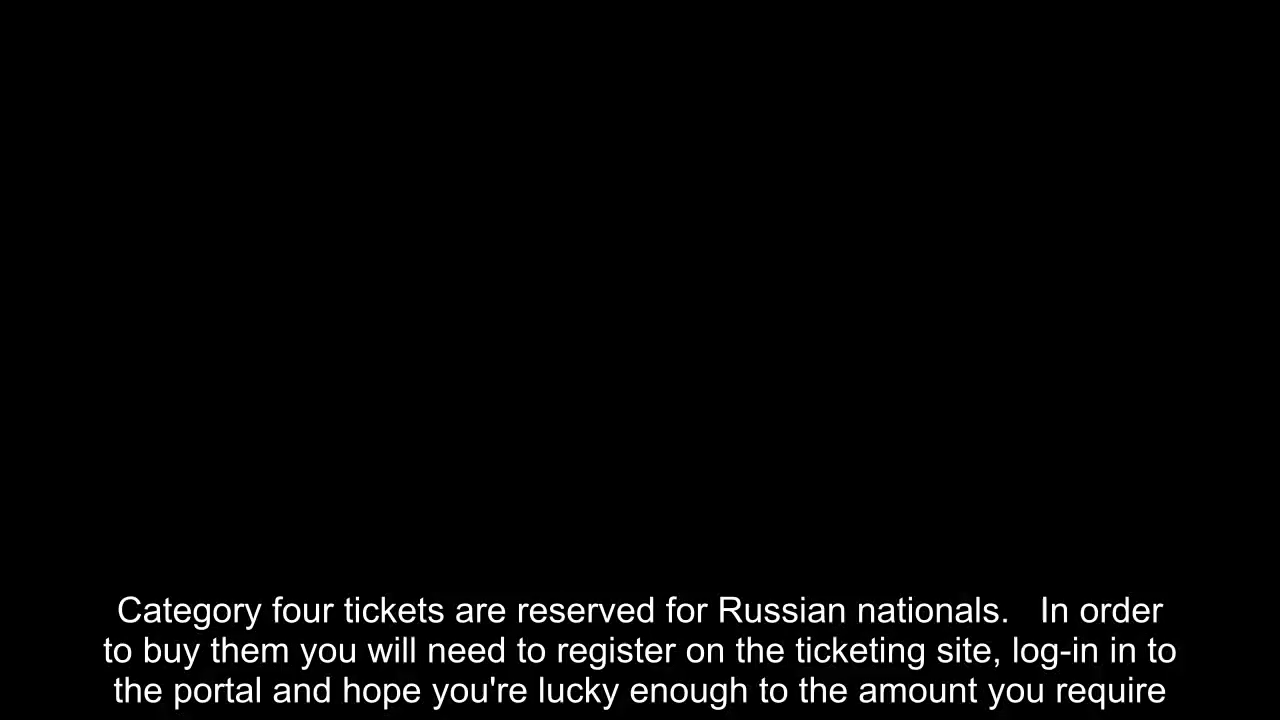 Category four tickets are reserved for Russian nationals.   In order
to buy them you will need to register on the ticketing site, log-in in to
the portal and hope you're lucky enough to the amount you require